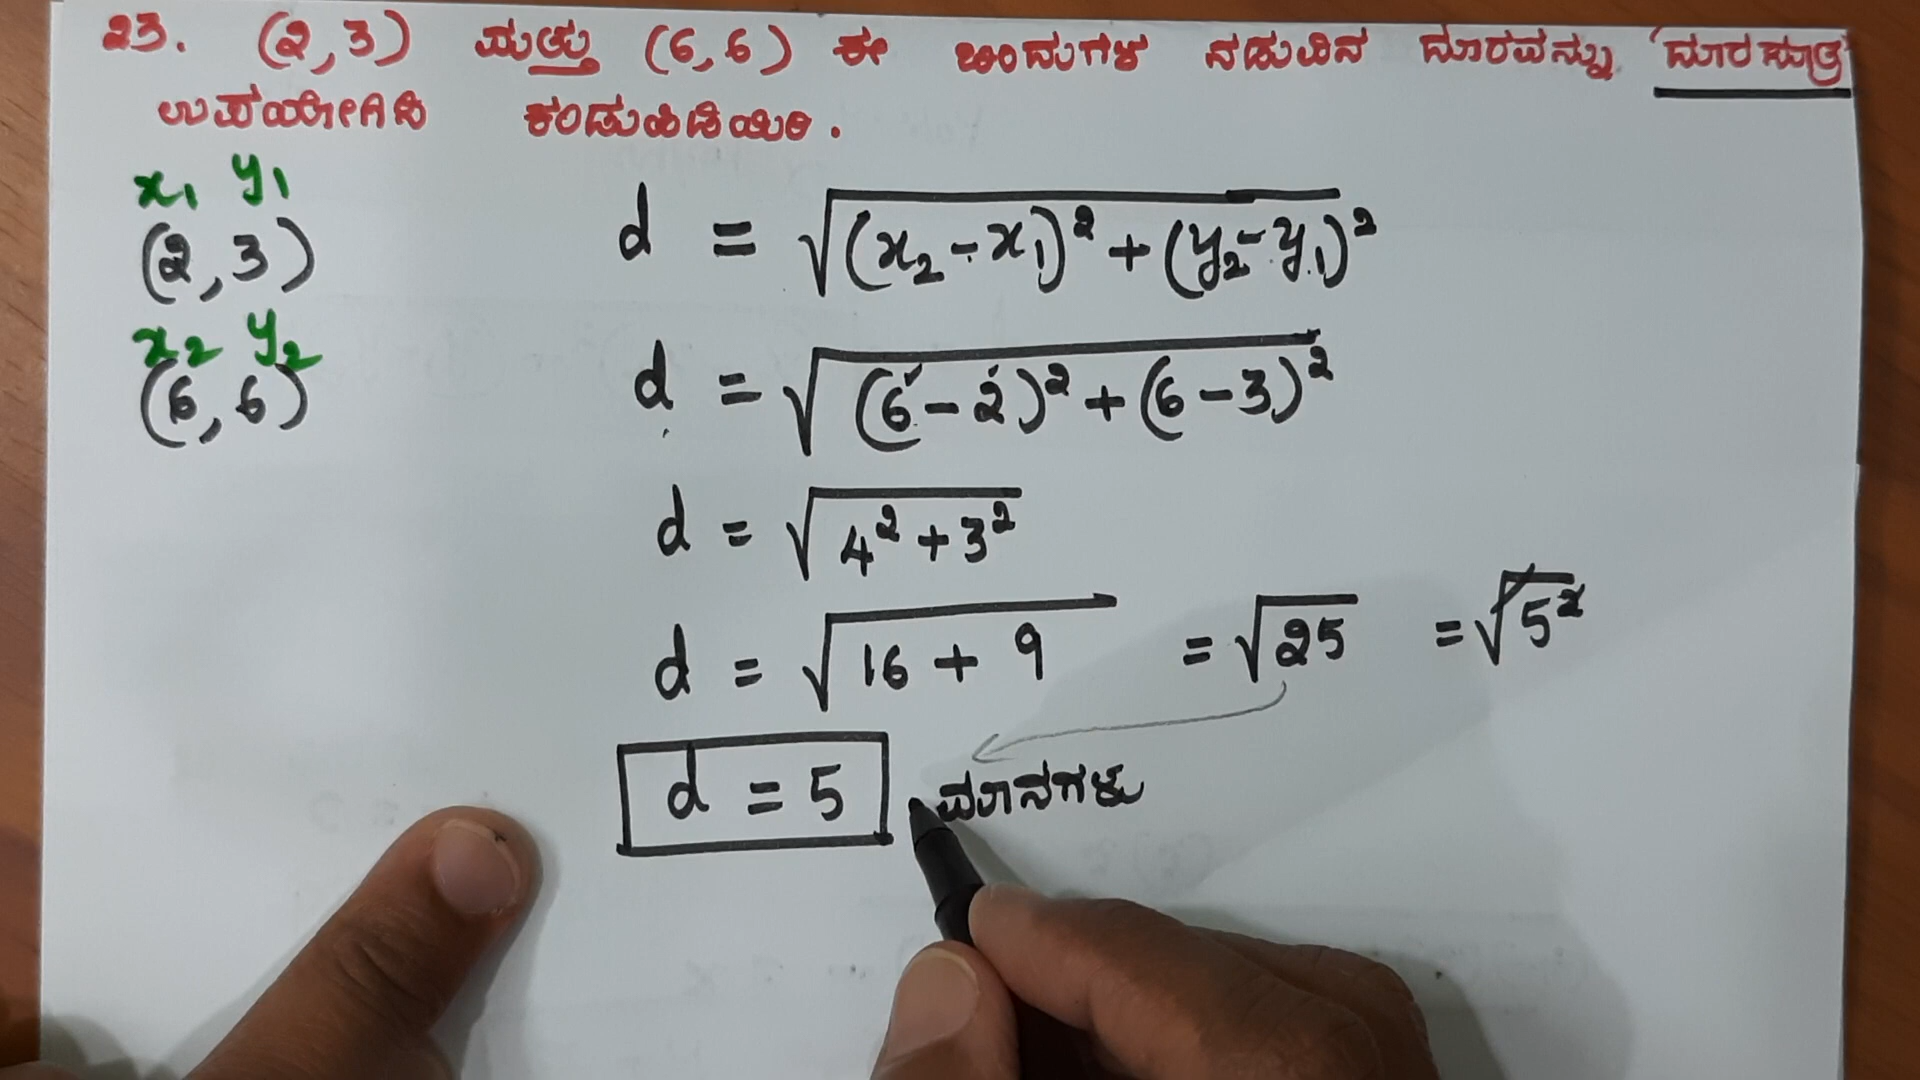 23. (2,3) ಮತ್ತು (6,6) ಈ ಬಿಂದುಗಳ ನಡುವಿನ ದೂರವನ್ನು 'ದೂರ ಸೂತ್ರ'
ಉಪಯೋಗಿಸಿ ಕಂಡುಹಿಡಿಯಿರಿ.
x₁ y₁
(2,3)
x₂ y₂
(6,6)
d = √(x₂-x₁)² + (y₂-y₁)²
d = √(6-2)² + (6-3)²
d = √4² + 3²
d = √16 + 9 = √25 = √5²
d = 5 ಮಾನಗಳು